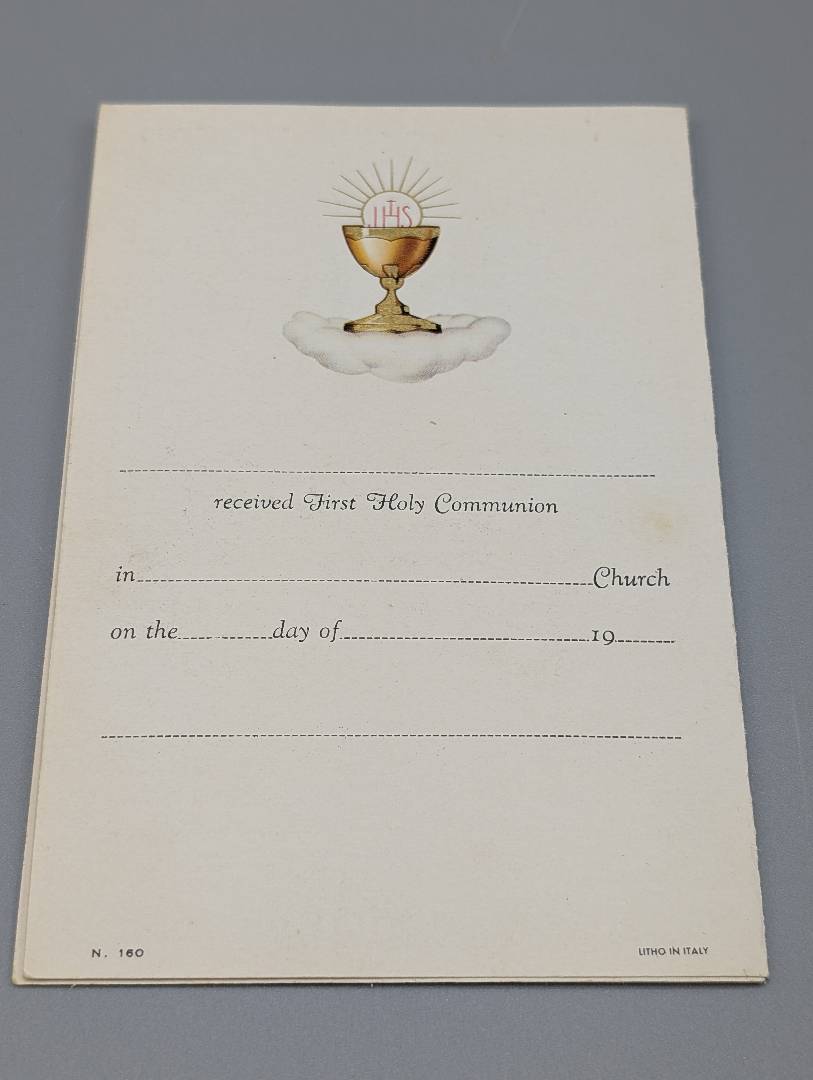 IHS
received First Holy Communion
in Church
on the day of 19
N. 160
LITHO IN ITALY